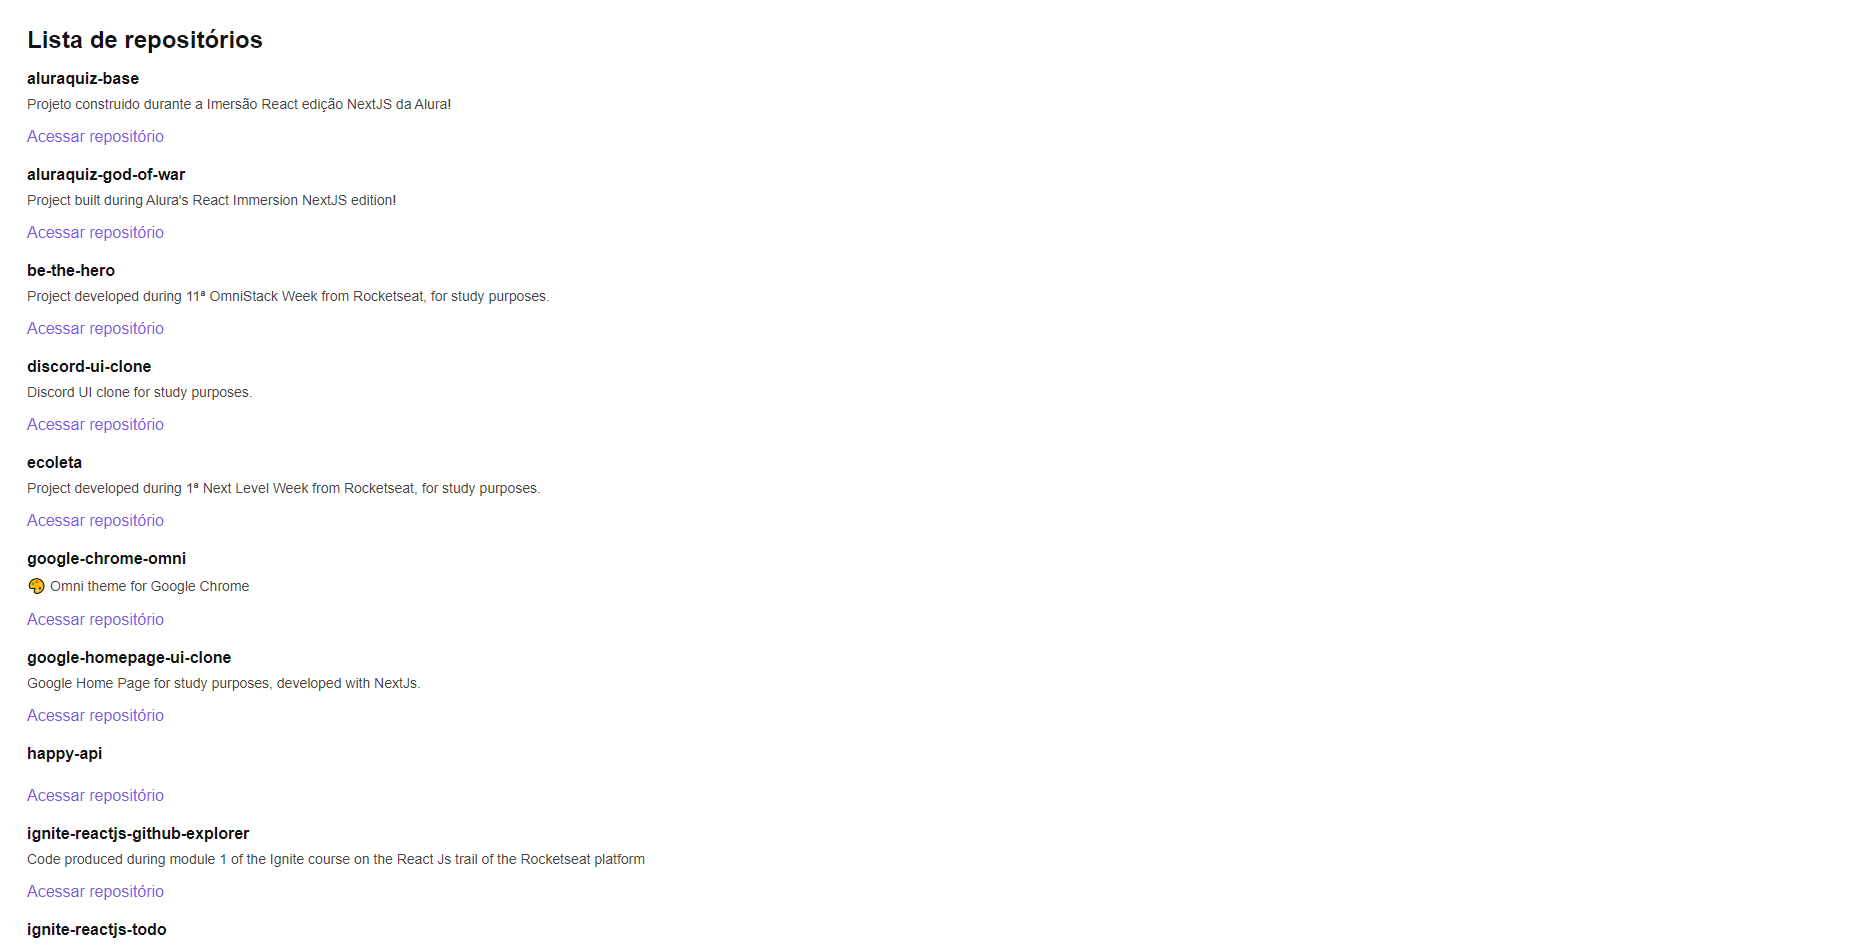 Lista de repositórios
aluraquiz-base
Projeto construido durante a Imersão React edição NextJS da Alura!
Acessar repositório
aluraquiz-god-of-war
Project built during Alura's React Immersion NextJS edition!
Acessar repositório
be-the-hero
Project developed during 11ª OmniStack Week from Rocketseat, for study purposes.
Acessar repositório
discord-ui-clone
Discord UI clone for study purposes.
Acessar repositório
ecoleta
Project developed during 1ª Next Level Week from Rocketseat, for study purposes.
Acessar repositório
google-chrome-omni
🎨 Omni theme for Google Chrome
Acessar repositório
google-homepage-ui-clone
Google Home Page for study purposes, developed with NextJs.
Acessar repositório
happy-api
Acessar repositório
ignite-reactjs-github-explorer
Code produced during module 1 of the Ignite course on the React Js trail of the Rocketseat platform
Acessar repositório
ignite-reactjs-todo